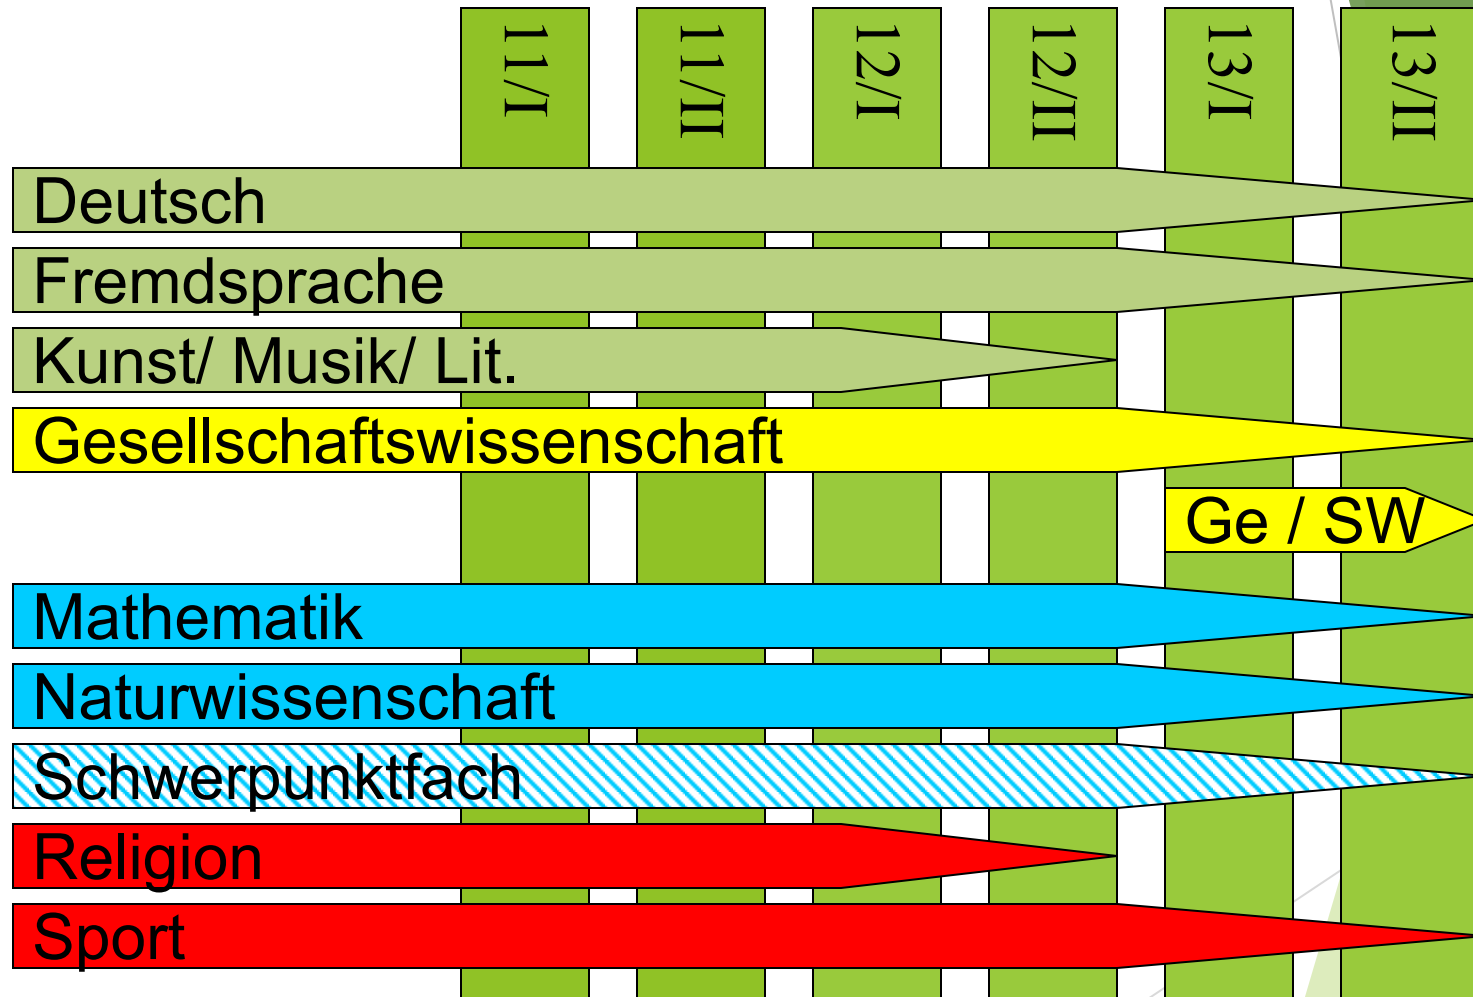 11/I
11/II
12/I
12/II
13/I
13/II
Deutsch
Fremdsprache
Kunst/ Musik/ Lit.
Gesellschaftswissenschaft
Ge / SW
Mathematik
Naturwissenschaft
Schwerpunktfach
Religion
Sport